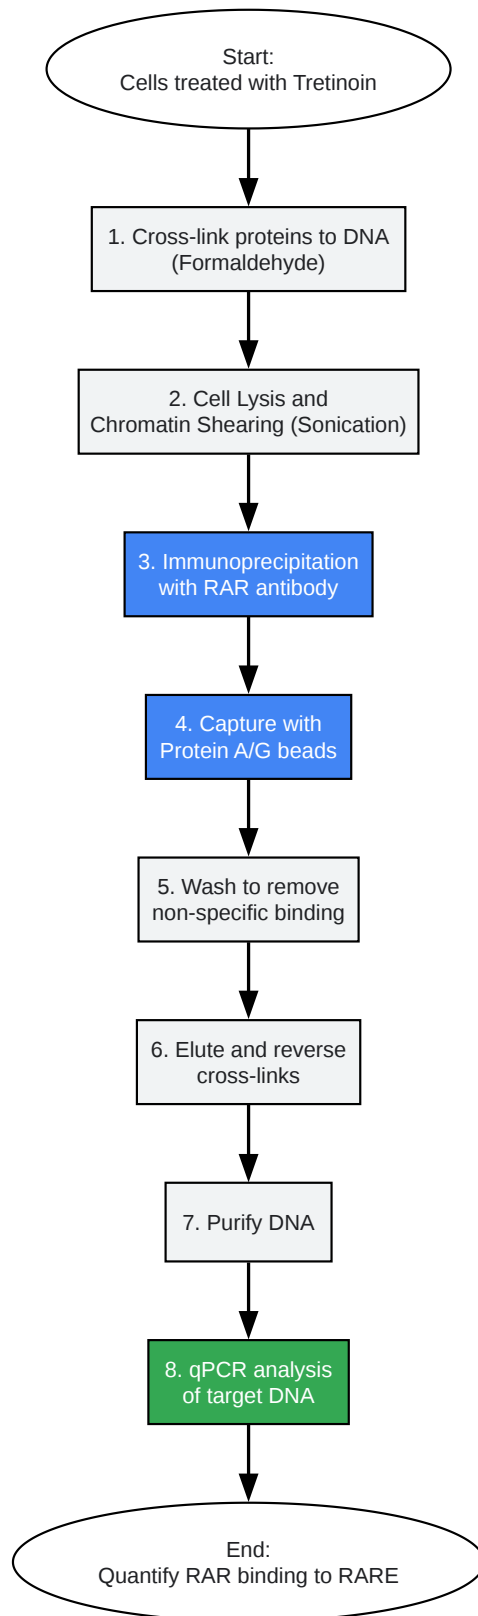 Start:
Cells treated with Tretinoin
1. Cross-link proteins to DNA
(Formaldehyde)
2. Cell Lysis and
Chromatin Shearing (Sonication)
3. Immunoprecipitation
with RAR antibody
4. Capture with
Protein A/G beads
5. Wash to remove
non-specific binding
6. Elute and reverse
cross-links
7. Purify DNA
8. qPCR analysis
of target DNA
End:
Quantify RAR binding to RARE